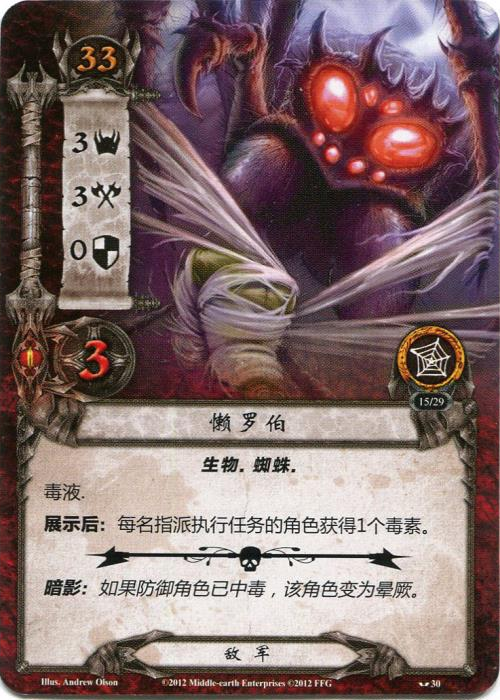 33
3
3
0
3
15/29
懒罗伯
生物. 蜘蛛.
毒液.
展示后：每名指派执行任务的角色获得1个毒素。
暗影：如果防御角色已中毒，该角色变为晕厥。
敌军
Illus. Andrew Olson
©2012 Middle-earth Enterprises ©2012 FFG
30